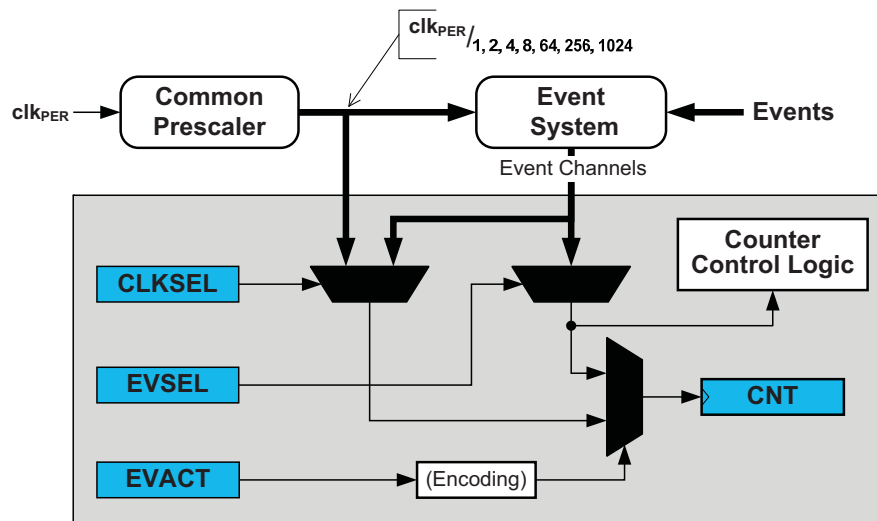 clkPER/1, 2, 4, 8, 64, 256, 1024
clkPER
Common
Prescaler
Event
System
Events
Event Channels
CLKSEL
Counter
Control Logic
EVSEL
CNT
EVACT
(Encoding)